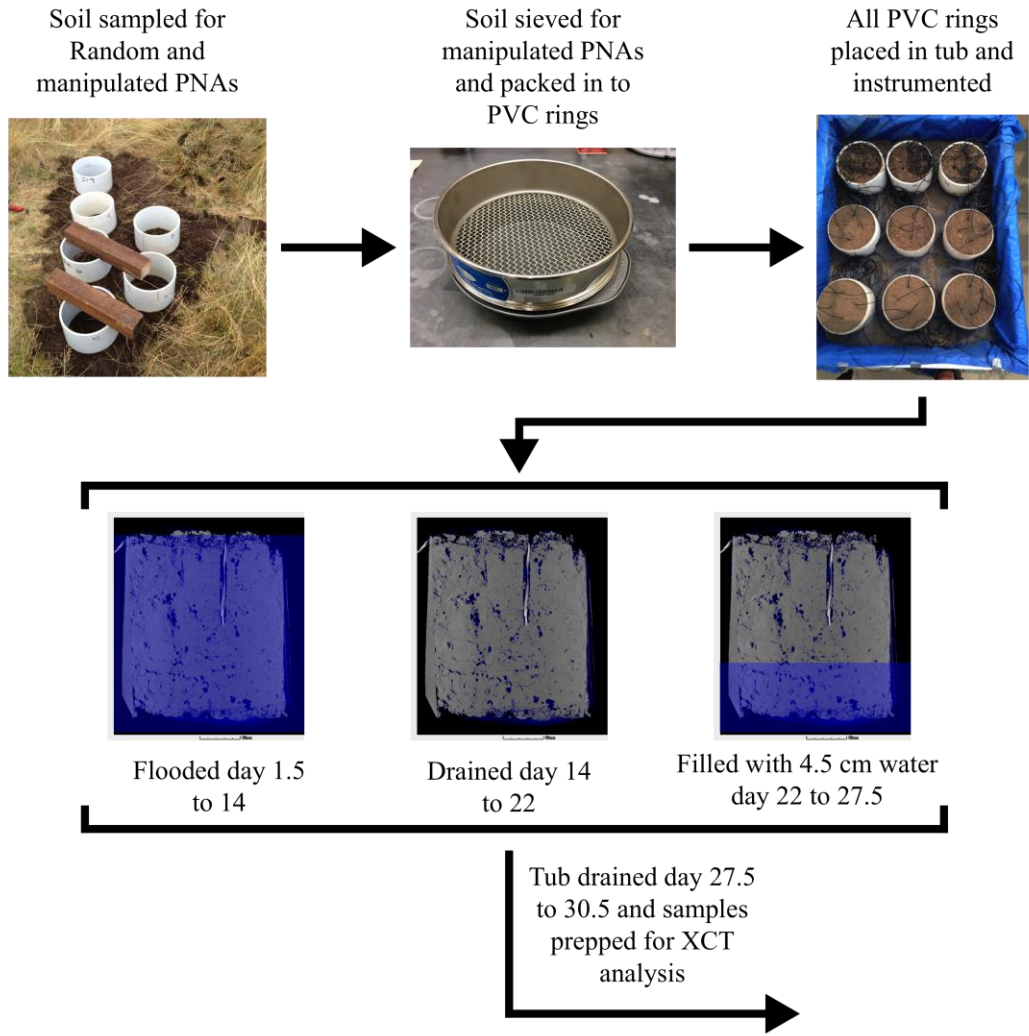 Soil sampled for
Random and
manipulated PNAs
Soil sieved for
manipulated PNAs
and packed in to
PVC rings
All PVC rings
placed in tub and
instrumented
Flooded day 1.5
to 14
Drained day 14
to 22
Filled with 4.5 cm water
day 22 to 27.5
Tub drained day 27.5
to 30.5 and samples
prepped for XCT
analysis